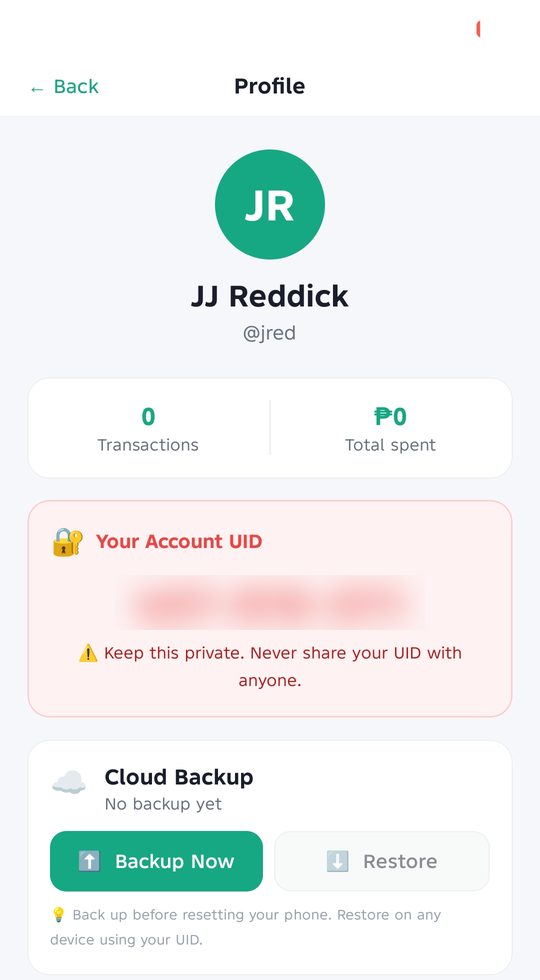 ← Back
Profile
JR
JJ Reddick
@jred
0
Transactions
₱0
Total spent
🔐 Your Account UID
⚠️ Keep this private. Never share your UID with
anyone.
☁️ Cloud Backup
No backup yet
⬆️ Backup Now
⬇️ Restore
💡 Back up before resetting your phone. Restore on any
device using your UID.